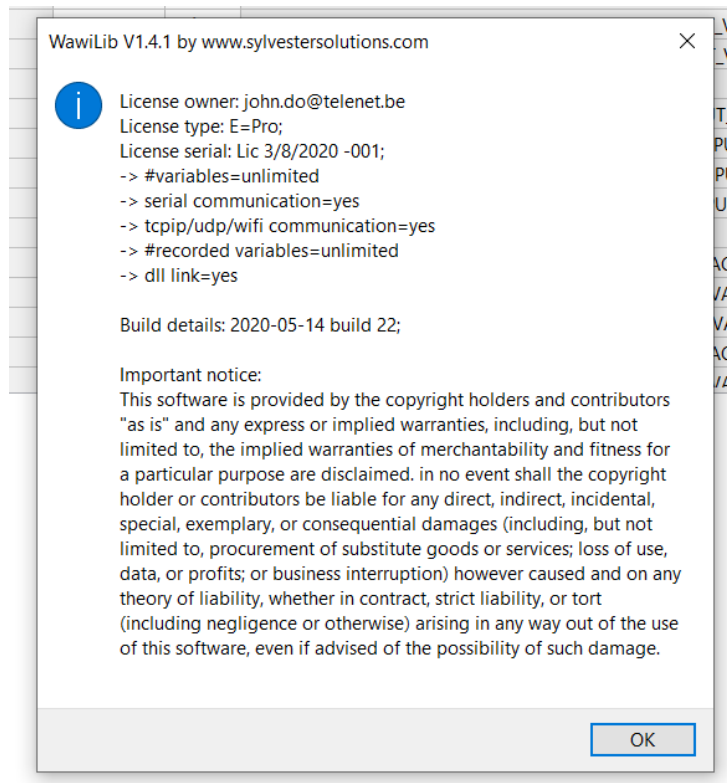 WawiLib V1.4.1 by www.sylvestersolutions.com
License owner: john.do@telenet.be
License type: E=Pro;
License serial: Lic 3/8/2020 -001;
-> #variables=unlimited
-> serial communication=yes
-> tcpip/udp/wifi communication=yes
-> #recorded variables=unlimited
-> dll link=yes
Build details: 2020-05-14 build 22;
Important notice:
This software is provided by the copyright holders and contributors
"as is" and any express or implied warranties, including, but not
limited to, the implied warranties of merchantability and fitness for
a particular purpose are disclaimed. in no event shall the copyright
holder or contributors be liable for any direct, indirect, incidental,
special, exemplary, or consequential damages (including, but not
limited to, procurement of substitute goods or services; loss of use,
data, or profits; or business interruption) however caused and on any
theory of liability, whether in contract, strict liability, or tort
(including negligence or otherwise) arising in any way out of the use
of this software, even if advised of the possibility of such damage.
OK